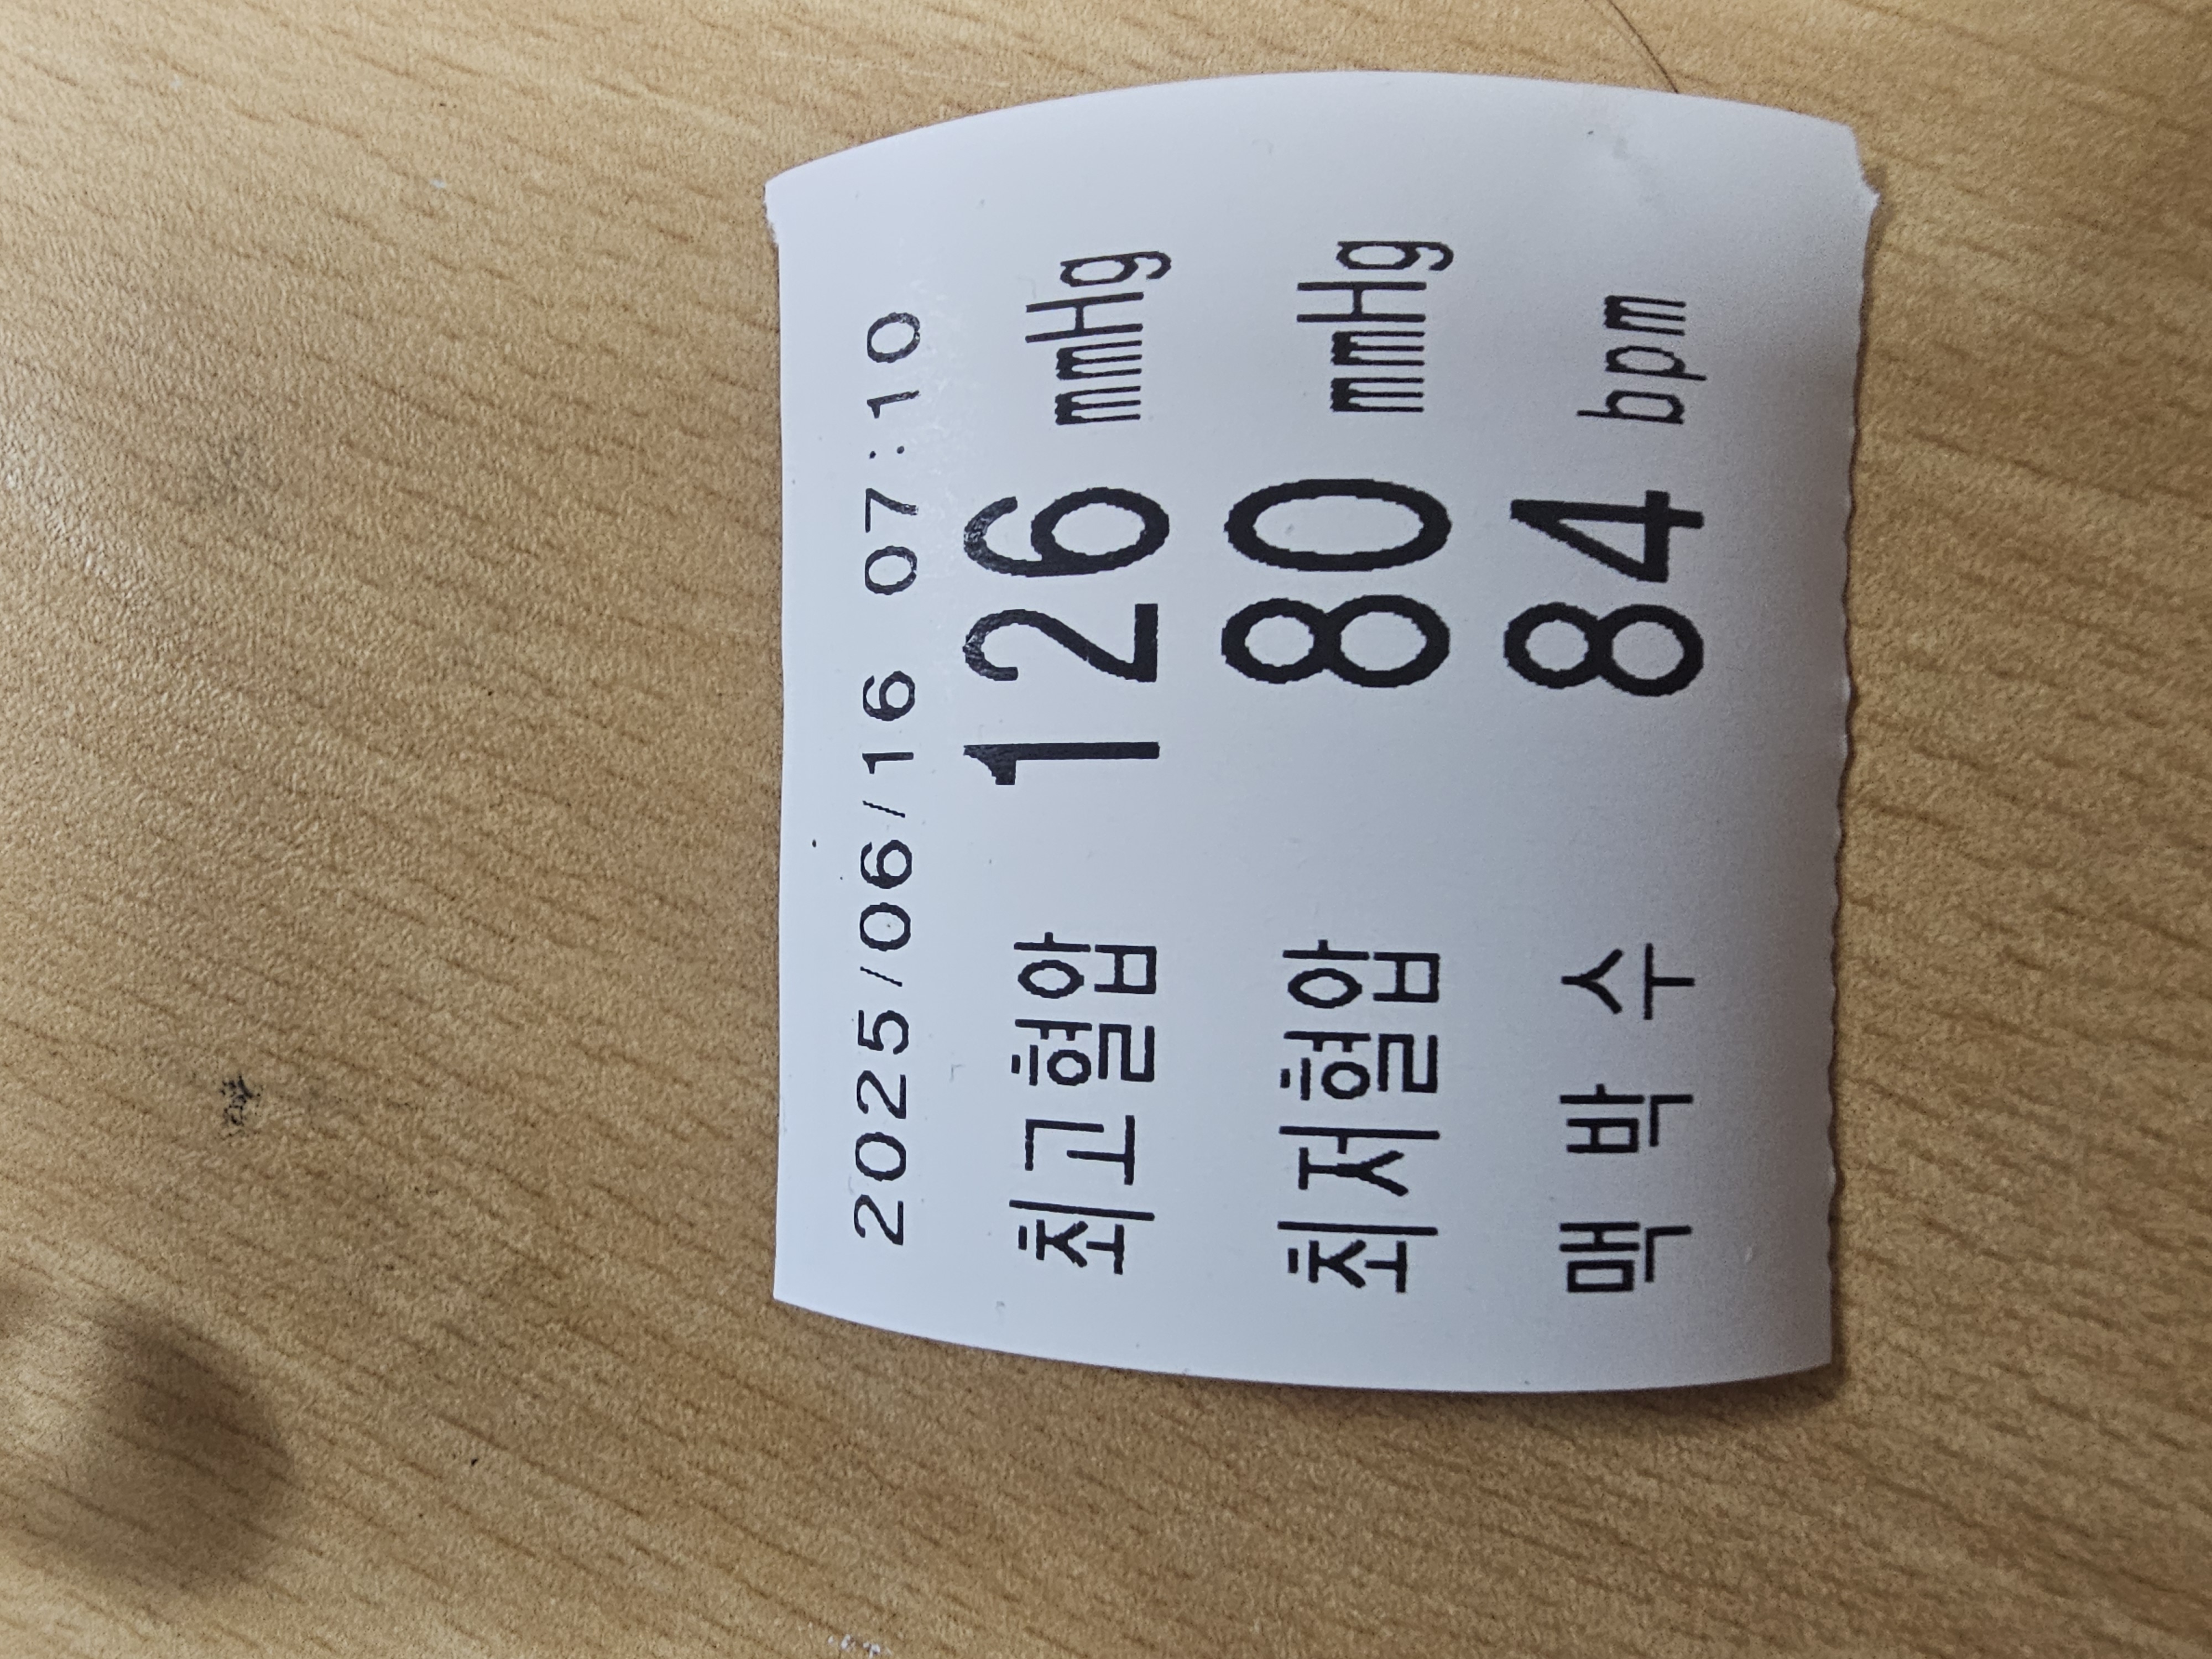 2025/06/16 07:10
최고혈압 126 mmHg
최저혈압 80 mmHg
맥 박 수 84 bpm